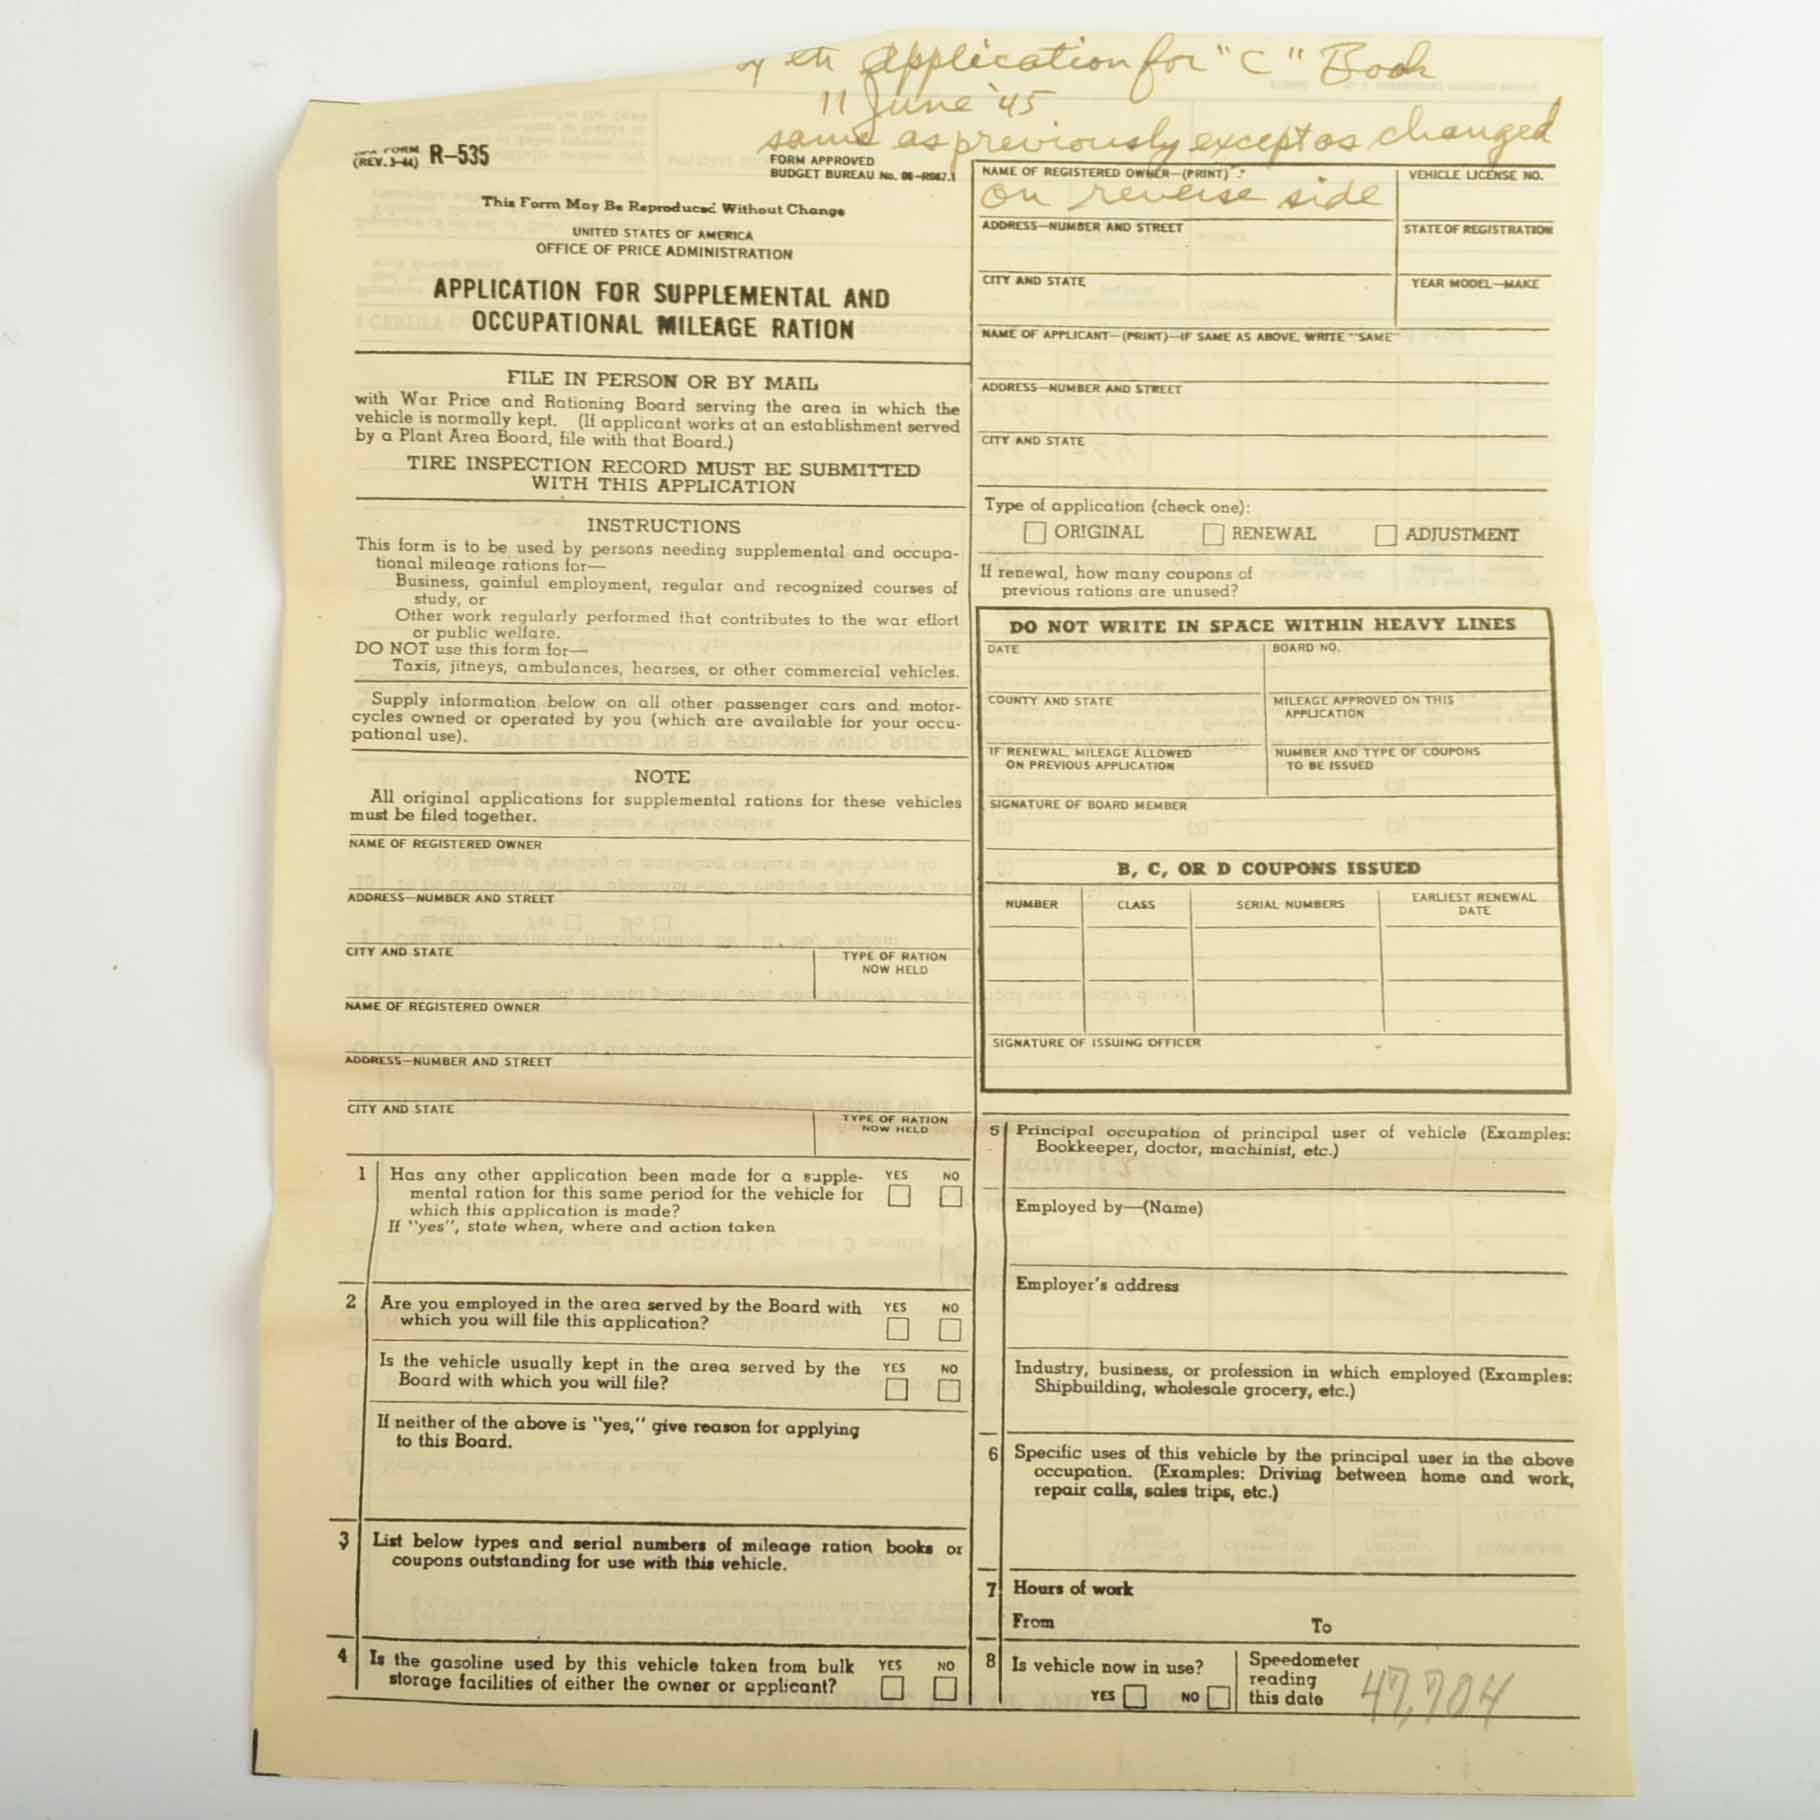 th Application for "C" Book
11 June '45
same as previously except as changed
on reverse side
FORM
(REV. 3-44) R-535
FORM APPROVED
BUDGET BUREAU No. 08-R087.1
This Form May Be Reproduced Without Change
UNITED STATES OF AMERICA
OFFICE OF PRICE ADMINISTRATION
APPLICATION FOR SUPPLEMENTAL AND
OCCUPATIONAL MILEAGE RATION
FILE IN PERSON OR BY MAIL
with War Price and Rationing Board serving the area in which the
vehicle is normally kept. (If applicant works at an establishment served
by a Plant Area Board, file with that Board.)
TIRE INSPECTION RECORD MUST BE SUBMITTED
WITH THIS APPLICATION
INSTRUCTIONS
This form is to be used by persons needing supplemental and occupa-
tional mileage rations for—
Business, gainful employment, regular and recognized courses of
study, or
Other work regularly performed that contributes to the war effort
or public welfare.
DO NOT use this form for—
Taxis, jitneys, ambulances, hearses, or other commercial vehicles.
Supply information below on all other passenger cars and motor-
cycles owned or operated by you (which are available for your occu-
pational use).
NOTE
All original applications for supplemental rations for these vehicles
must be filed together.
NAME OF REGISTERED OWNER
ADDRESS—NUMBER AND STREET
CITY AND STATE
TYPE OF RATION
NOW HELD
NAME OF REGISTERED OWNER
ADDRESS—NUMBER AND STREET
CITY AND STATE
TYPE OF RATION
NOW HELD
1 Has any other application been made for a supple- YES NO
mental ration for this same period for the vehicle for
which this application is made?
If "yes", state when, where and action taken
2 Are you employed in the area served by the Board with YES NO
which you will file this application?
Is the vehicle usually kept in the area served by the YES NO
Board with which you will file?
If neither of the above is "yes," give reason for applying
to this Board.
3 List below types and serial numbers of mileage ration books or
coupons outstanding for use with this vehicle.
4 Is the gasoline used by this vehicle taken from bulk YES NO
storage facilities of either the owner or applicant?
NAME OF REGISTERED OWNER—(PRINT)
VEHICLE LICENSE NO.
ADDRESS—NUMBER AND STREET
STATE OF REGISTRATION
CITY AND STATE
YEAR MODEL—MAKE
NAME OF APPLICANT—(PRINT)—IF SAME AS ABOVE, WRITE "SAME"
ADDRESS—NUMBER AND STREET
CITY AND STATE
Type of application (check one):
ORIGINAL RENEWAL ADJUSTMENT
If renewal, how many coupons of
previous rations are unused?
DO NOT WRITE IN SPACE WITHIN HEAVY LINES
DATE
BOARD NO.
COUNTY AND STATE
MILEAGE APPROVED ON THIS
APPLICATION
IF RENEWAL, MILEAGE ALLOWED
ON PREVIOUS APPLICATION
NUMBER AND TYPE OF COUPONS
TO BE ISSUED
SIGNATURE OF BOARD MEMBER
B, C, OR D COUPONS ISSUED
NUMBER CLASS SERIAL NUMBERS EARLIEST RENEWAL
DATE
SIGNATURE OF ISSUING OFFICER
5 Principal occupation of principal user of vehicle (Examples:
Bookkeeper, doctor, machinist, etc.)
Employed by—(Name)
Employer's address
Industry, business, or profession in which employed (Examples:
Shipbuilding, wholesale grocery, etc.)
6 Specific uses of this vehicle by the principal user in the above
occupation. (Examples: Driving between home and work,
repair calls, sales trips, etc.)
7 Hours of work
From To
8 Is vehicle now in use?
YES NO
Speedometer
reading
this date 47,704